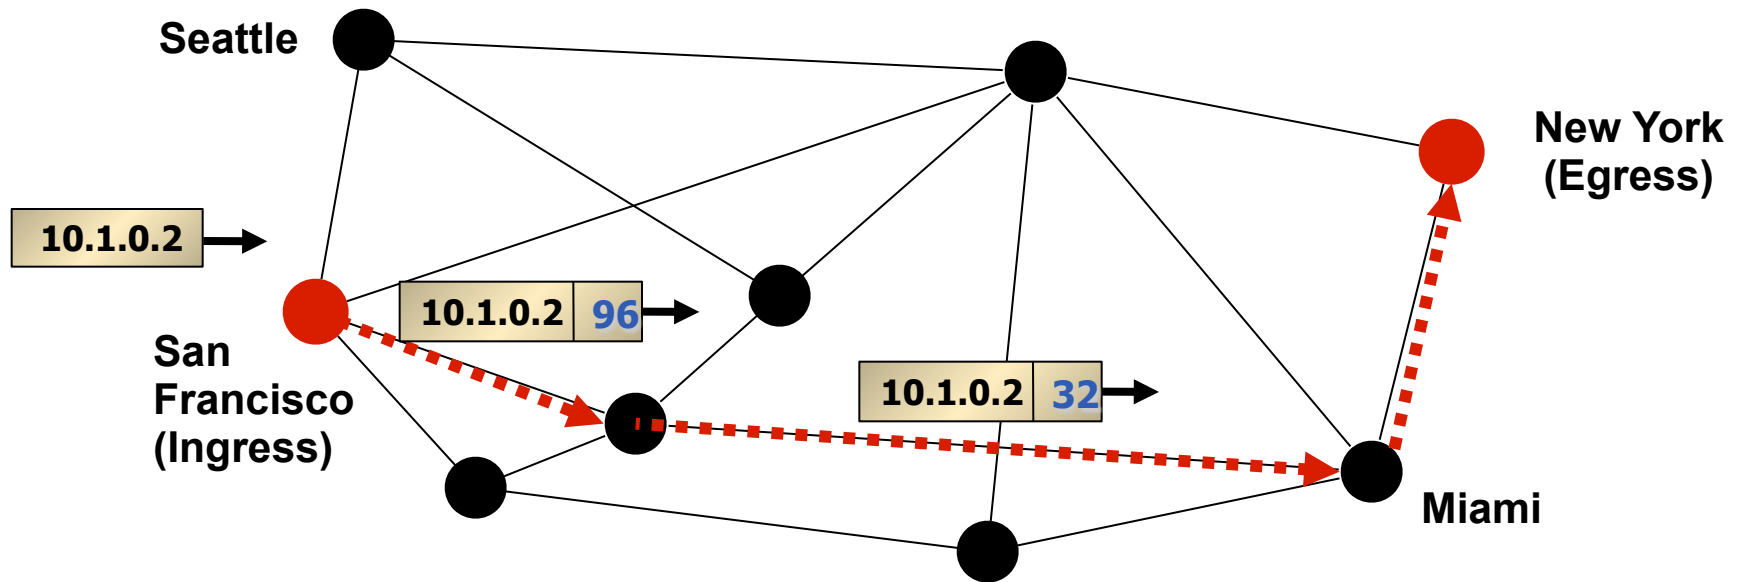 Seattle
New York
(Egress)
10.1.0.2
10.1.0.2 96
San
Francisco
(Ingress)
10.1.0.2 32
Miami